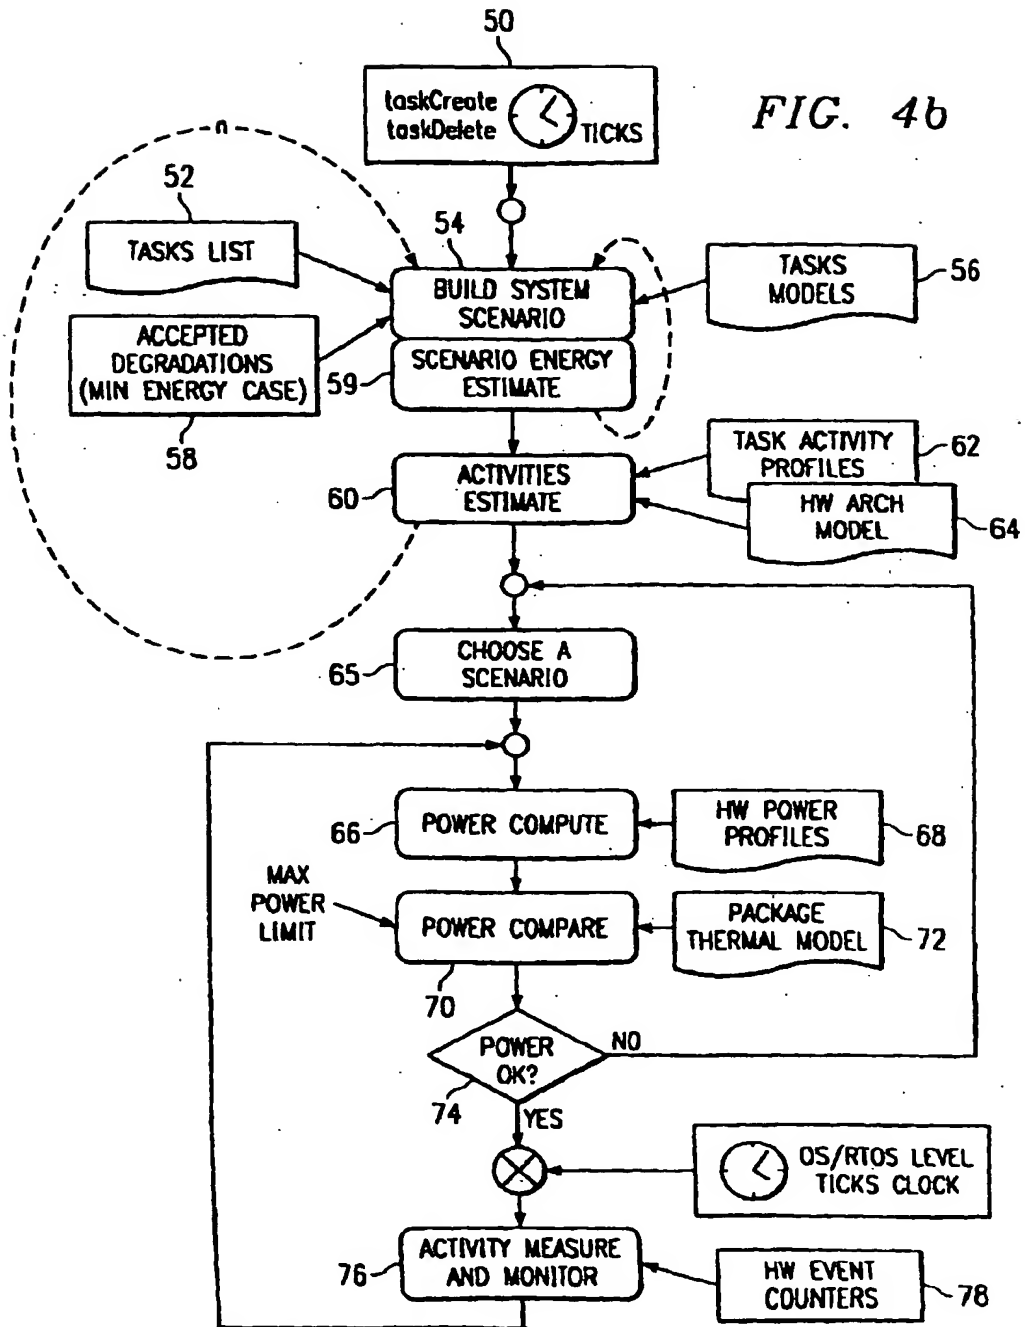 50
taskCreate
taskDelete
TICKS
FIG. 4b
n
52
TASKS LIST
54
BUILD SYSTEM
SCENARIO
TASKS
MODELS
56
ACCEPTED
DEGRADATIONS
(MIN ENERGY CASE)
58
59
SCENARIO ENERGY
ESTIMATE
60
ACTIVITIES
ESTIMATE
TASK ACTIVITY
PROFILES
62
HW ARCH
MODEL
64
65
CHOOSE A
SCENARIO
66
POWER COMPUTE
HW POWER
PROFILES
68
MAX
POWER
LIMIT
POWER COMPARE
70
PACKAGE
THERMAL MODEL
72
POWER
OK?
74
NO
YES
OS/RTOS LEVEL
TICKS CLOCK
76
ACTIVITY MEASURE
AND MONITOR
HW EVENT
COUNTERS
78